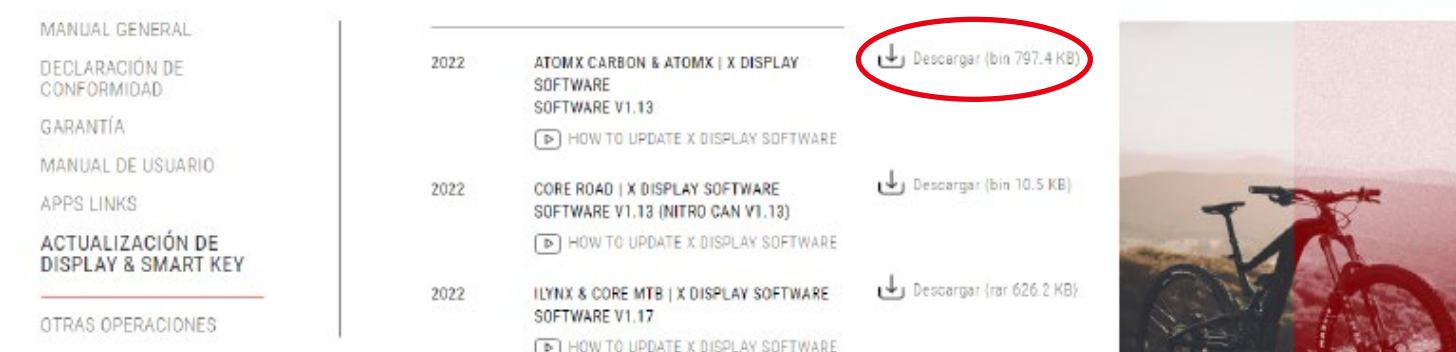 MANUAL GENERAL
DECLARACIÓN DE
CONFORMIDAD
GARANTÍA
MANUAL DE USUARIO
APPS LINKS
ACTUALIZACIÓN DE
DISPLAY & SMART KEY
OTRAS OPERACIONES
2022
ATOMX CARBON & ATOMX | X DISPLAY
SOFTWARE
SOFTWARE V1.13
HOW TO UPDATE X DISPLAY SOFTWARE
Descargar (bin 797.4 KB)
2022
CORE ROAD | X DISPLAY SOFTWARE
SOFTWARE V1.13 (NITRO CAN V1.13)
HOW TO UPDATE X DISPLAY SOFTWARE
Descargar (bin 10.5 KB)
2022
ILYNX & CORE MTB | X DISPLAY SOFTWARE
SOFTWARE V1.17
HOW TO UPDATE X DISPLAY SOFTWARE
Descargar (rar 626.2 KB)